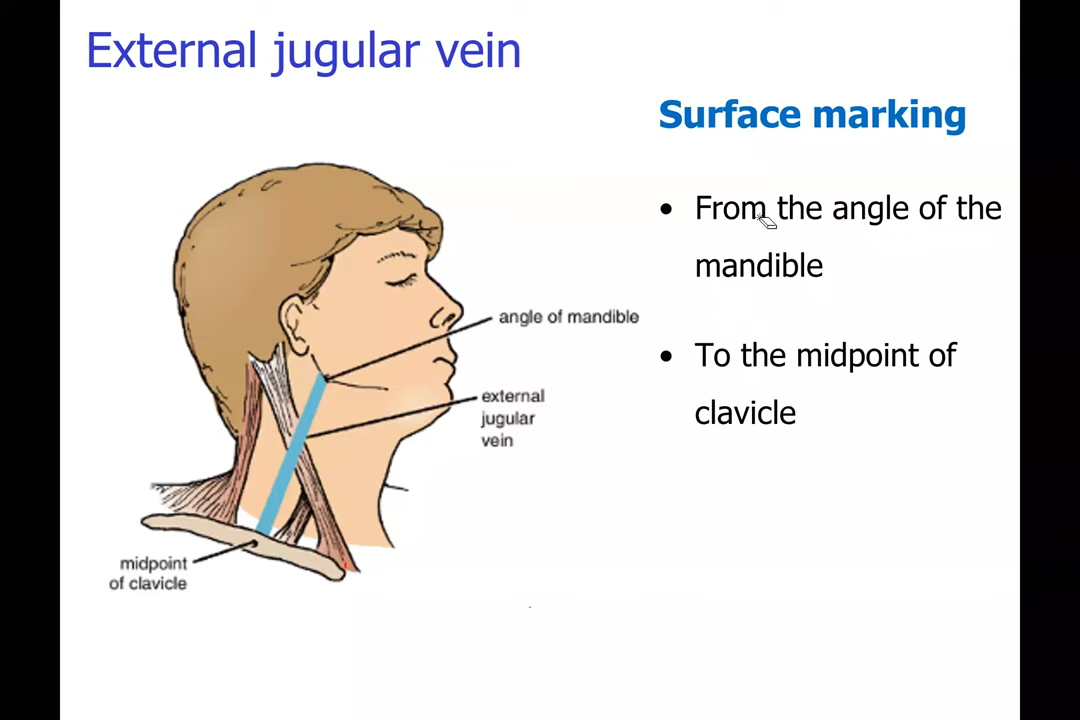 External jugular vein
Surface marking
• From the angle of the
mandible
• To the midpoint of
clavicle
angle of mandible
external
jugular
vein
midpoint
of clavicle